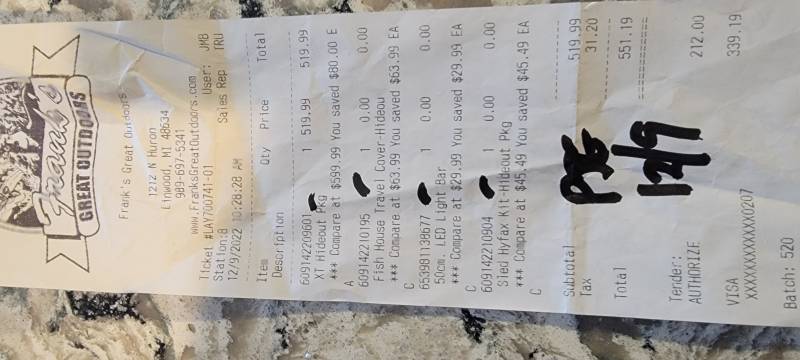 Frank's
GREAT OUTDOORS
Frank's Great Outdoors
1212 N Huron
Linwood, MI 48634
989-697-5341
www.FranksGreatOutdoors.com
Ticket #LAY700741-01 User: JMB
Station:8 Sales Rep TRU
12/9/2022 10:28:28 AM
Item Qty Price Total
Description
609142209601 1 519.99 519.99
XT Hideout Pkg
*** Compare at $599.99 You saved $80.00 E
A
609142210195 1 0.00 0.00
Fish House Travel Cover-Hideou
*** Compare at $63.99 You saved $63.99 EA
C
653981138677 1 0.00 0.00
50cm. LED Light Bar
*** Compare at $29.99 You saved $29.99 EA
C
609142210904 1 0.00 0.00
Sled Hyfax Kit-Hideout Pkg
*** Compare at $45.49 You saved $45.49 EA
C
Subtotal 519.99
Tax 31.20
Total 551.19
12/9
Tender:
AUTHORIZE 212.00
VISA 339.19
XXXXXXXXXXXX0207
Batch: 520